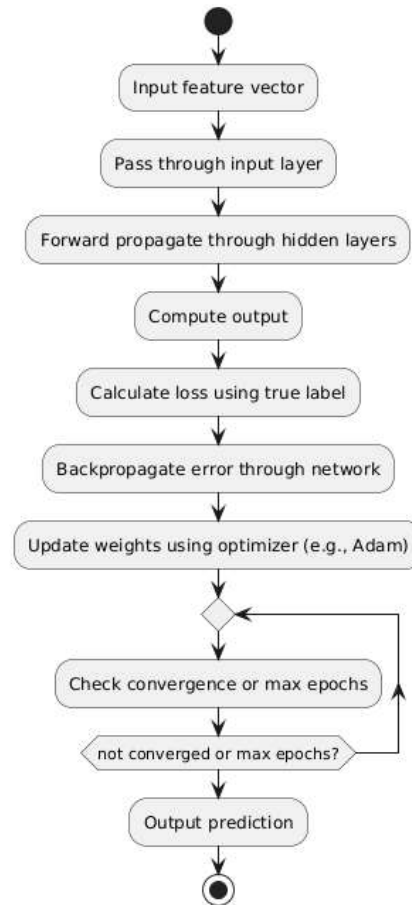 Input feature vector
Pass through input layer
Forward propagate through hidden layers
Compute output
Calculate loss using true label
Backpropagate error through network
Update weights using optimizer (e.g., Adam)
Check convergence or max epochs
not converged or max epochs?
Output prediction